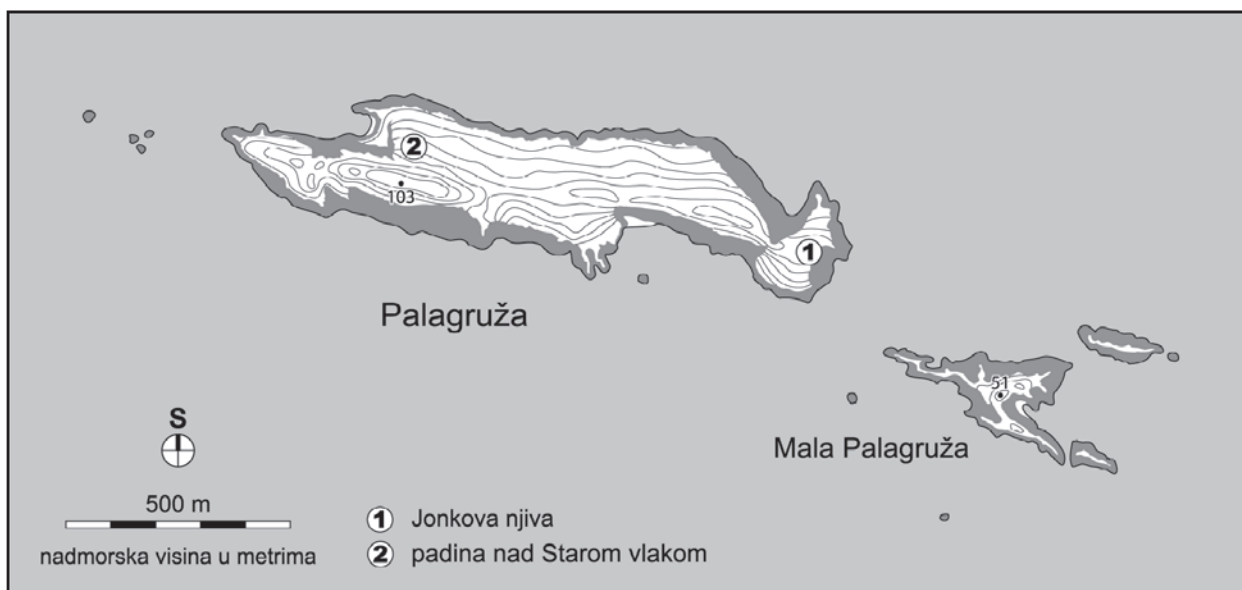 2
103
1
Palagruža
51
S
Mala Palagruža
500 m
1 Jonkova njiva
nadmorska visina u metrima
2 padina nad Starom vlakom